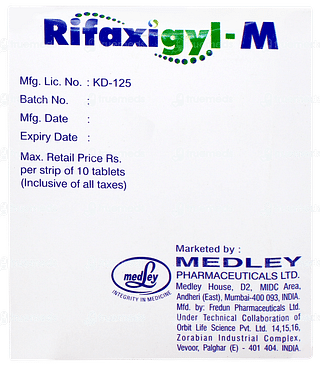 Rifaxigyl-M
Mfg. Lic. No. : KD-125
Batch No. :
Mfg. Date :
Expiry Date :
Max. Retail Price Rs.
per strip of 10 tablets
(Inclusive of all taxes)
Marketed by :
MEDLEY
PHARMACEUTICALS LTD.
Medley House, D2, MIDC Area,
Andheri (East), Mumbai-400 093, INDIA.
Mfd. by: Fredun Pharmaceuticals Ltd.
Under Technical Collaboration of
Orbit Life Science Pvt. Ltd. 14,15,16,
Zorabian Industrial Complex,
Vevoor, Palghar (E) - 401 404. INDIA.
medley
INTEGRITY IN MEDICINE